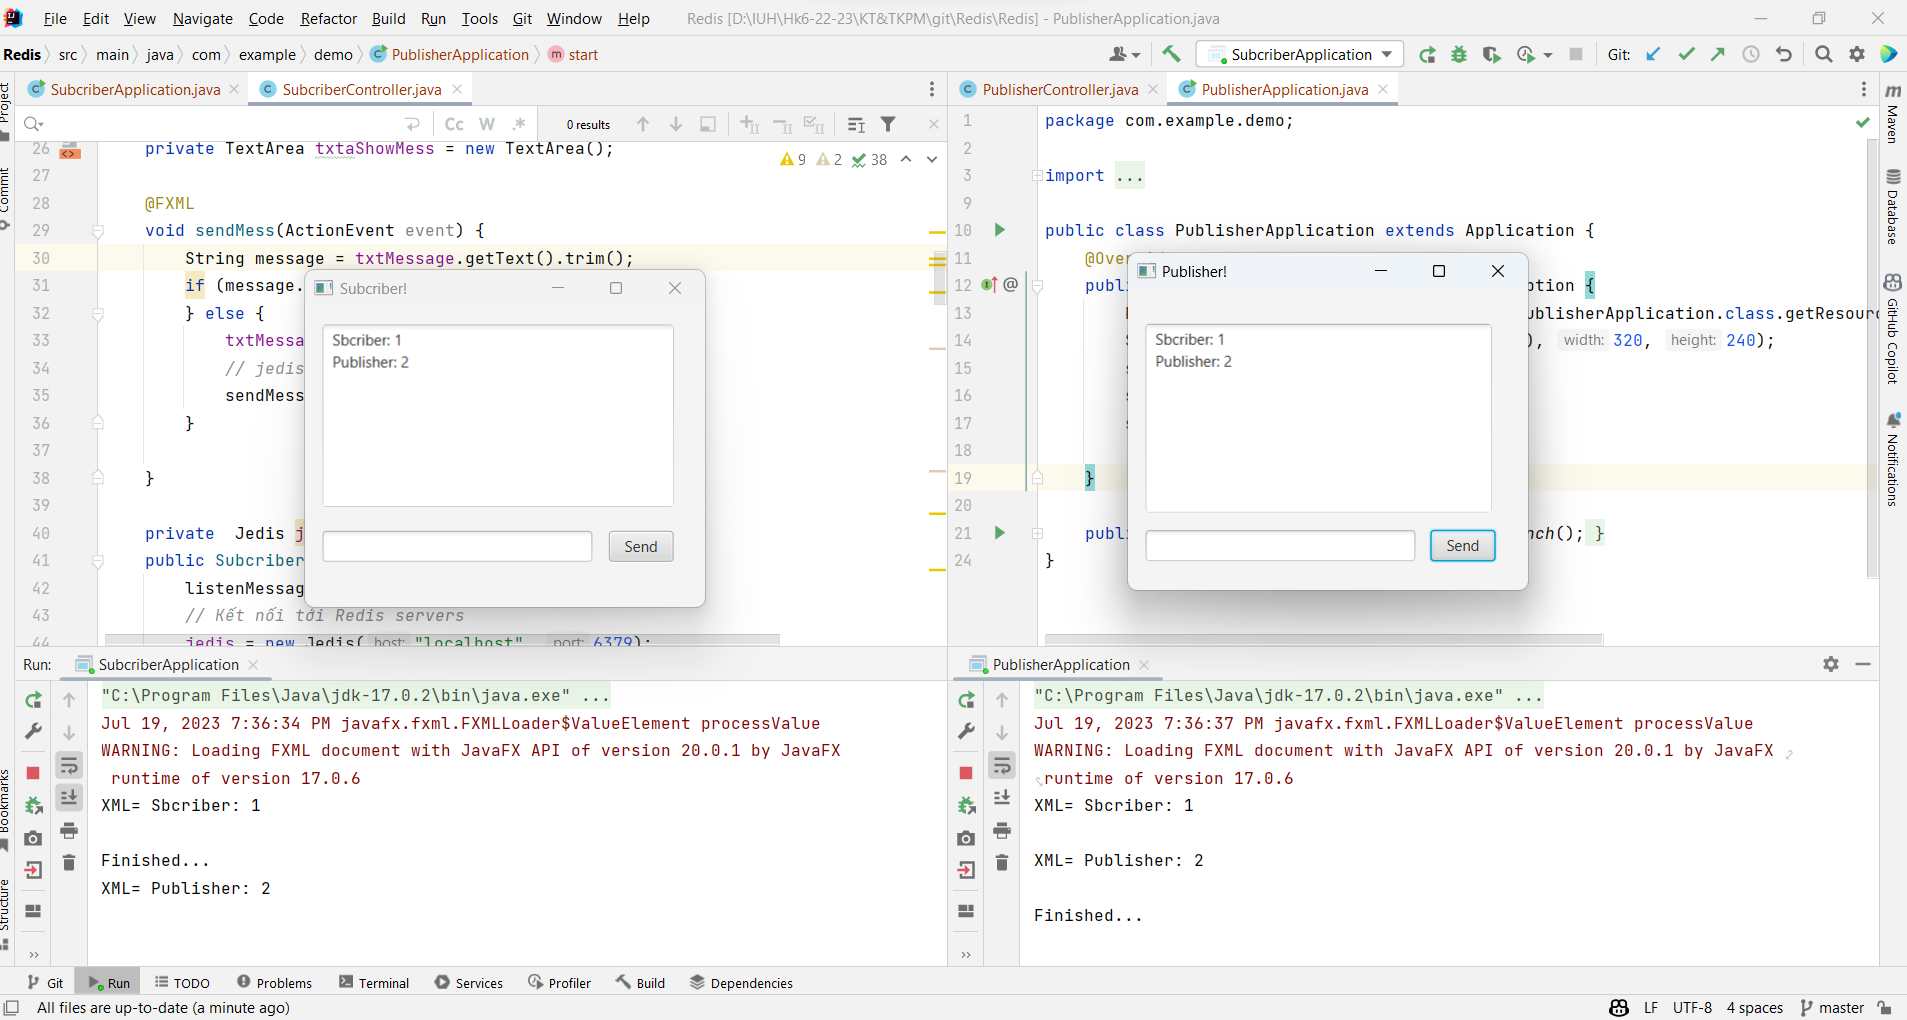 File Edit View Navigate Code Refactor Build Run Tools Git Window Help Redis [D:\IUH\Hk6-22-23\KT&TKPM\git\Redis\Redis] - PublisherApplication.java
Redis src main java com example demo PublisherApplication start SubcriberApplication Git:
SubcriberApplication.java SubcriberController.java
Cc W .* 0 results
9 2 38
26 private TextArea txtaShowMess = new TextArea();
27
28 @FXML
29 void sendMess(ActionEvent event) {
30 String message = txtMessage.getText().trim();
31 if (message.
32 } else {
33 txtMessa
34 // jedis
35 sendMess
36 }
37
38 }
39
40 private Jedis j
41 public Subcriber
42 listenMessag
43 // Kết nối tới Redis servers
44 jedis = new Jedis( host: "localhost" port: 6379);
Subcriber!
Sbcriber: 1
Publisher: 2
Send
PublisherController.java PublisherApplication.java
1 package com.example.demo;
2
3 import ...
9
10 public class PublisherApplication extends Application {
11 @Over
12 @ publ ption {
13 ublisherApplication.class.getResour
14 ), width: 320, height: 240);
15 s
16 s
17 s
18
19 }
20
21 publi nch(); }
24 }
Publisher!
Sbcriber: 1
Publisher: 2
Send
Project
Commit
Bookmarks
Structure
m Maven
Database
GitHub Copilot
Notifications
Run: SubcriberApplication
"C:\Program Files\Java\jdk-17.0.2\bin\java.exe" ...
Jul 19, 2023 7:36:34 PM javafx.fxml.FXMLLoader$ValueElement processValue
WARNING: Loading FXML document with JavaFX API of version 20.0.1 by JavaFX
runtime of version 17.0.6
XML= Sbcriber: 1
Finished...
XML= Publisher: 2
PublisherApplication
"C:\Program Files\Java\jdk-17.0.2\bin\java.exe" ...
Jul 19, 2023 7:36:37 PM javafx.fxml.FXMLLoader$ValueElement processValue
WARNING: Loading FXML document with JavaFX API of version 20.0.1 by JavaFX
runtime of version 17.0.6
XML= Sbcriber: 1
XML= Publisher: 2
Finished...
Git Run TODO Problems Terminal Services Profiler Build Dependencies
All files are up-to-date (a minute ago) LF UTF-8 4 spaces master